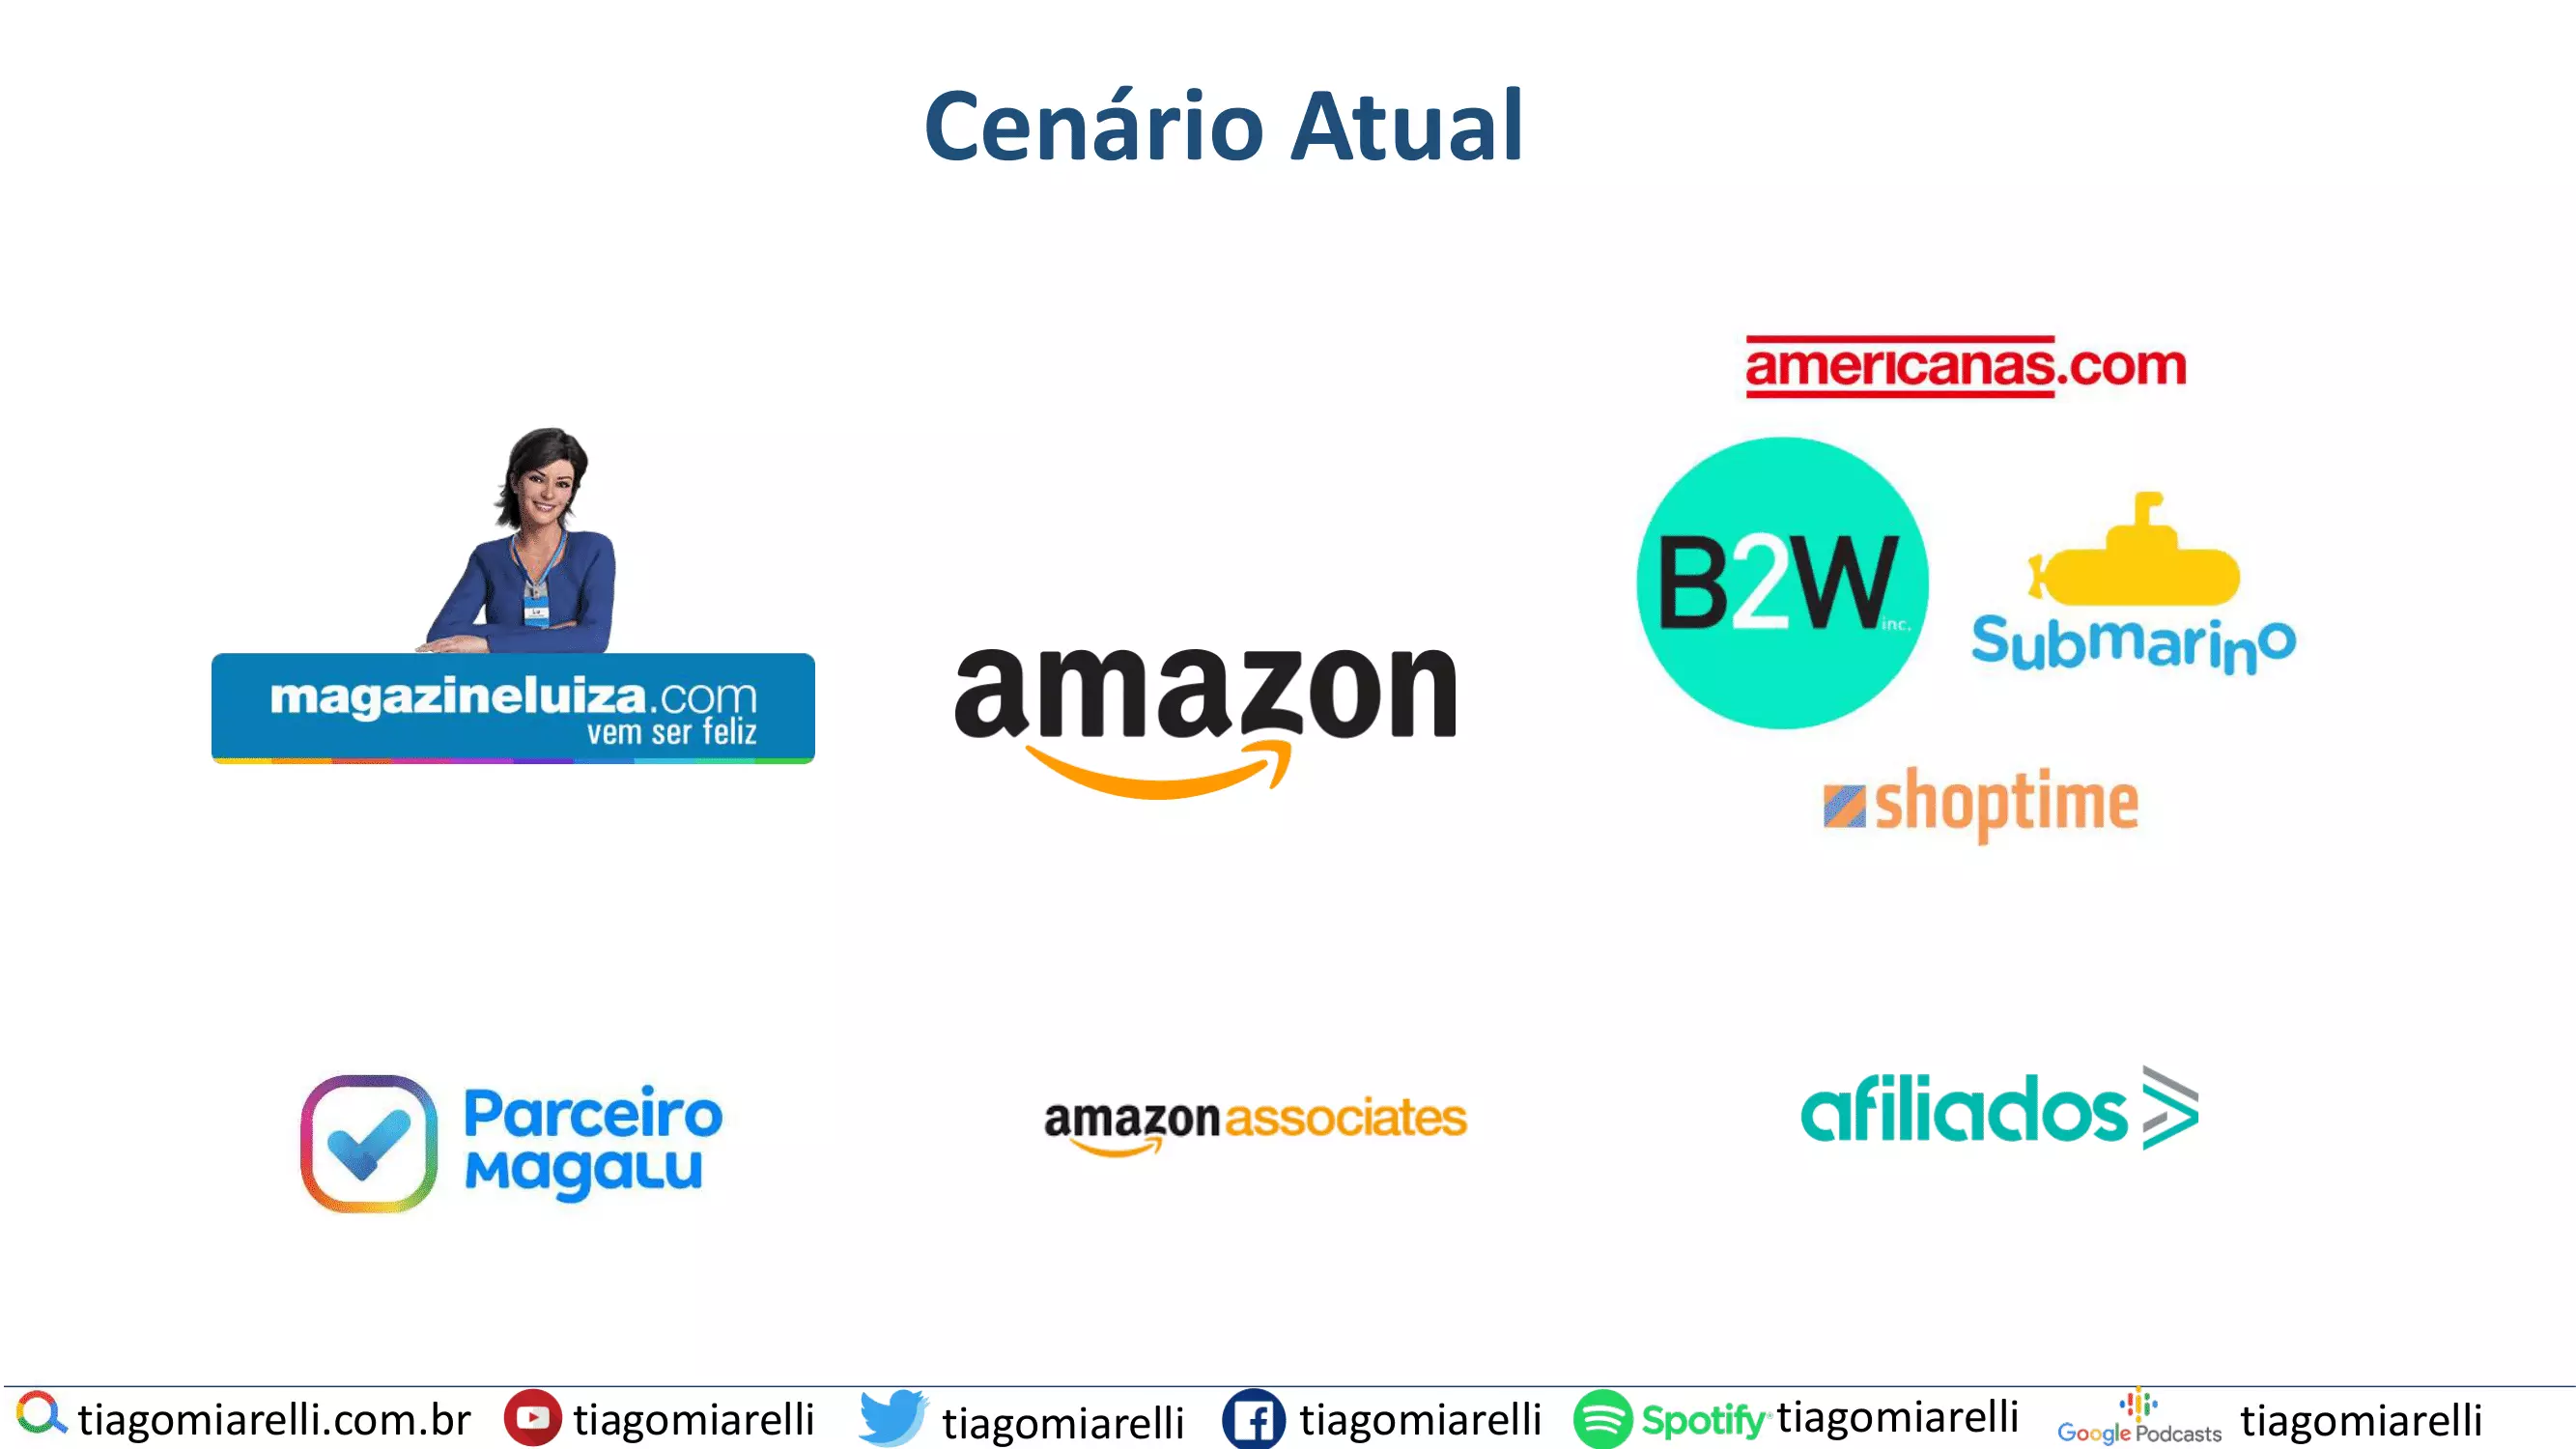 Cenário Atual
magazineluiza.com
vem ser feliz
amazon
americanas.com
B2W inc.
Submarino
shoptime
Parceiro
Magalu
amazon associates
afiliados
tiagomiarelli.com.br
tiagomiarelli
tiagomiarelli
tiagomiarelli
Spotify tiagomiarelli
Google Podcasts tiagomiarelli